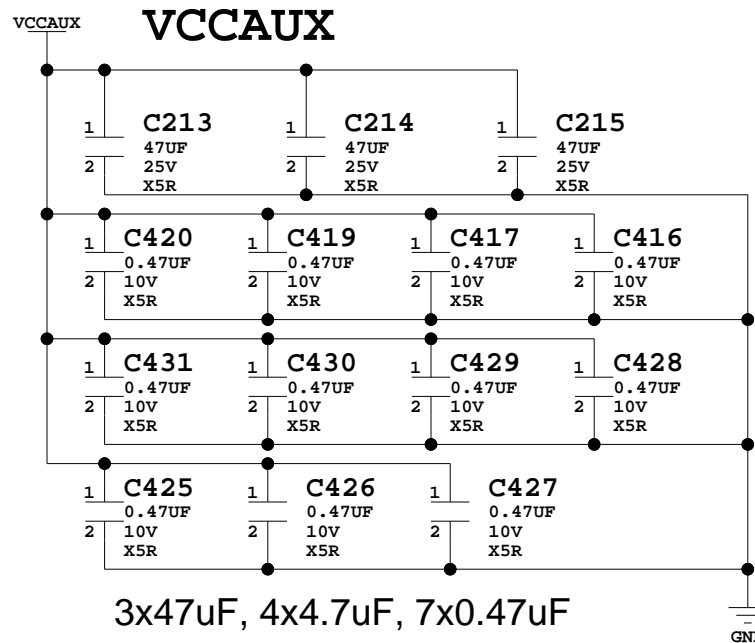 VCCAUX
VCCAUX
1 C213 1 C214 1 C215
47UF 47UF 47UF
2 25V 2 25V 2 25V
X5R X5R X5R
1 C420 1 C419 1 C417 1 C416
0.47UF 0.47UF 0.47UF 0.47UF
2 10V 2 10V 2 10V 2 10V
X5R X5R X5R X5R
1 C431 1 C430 1 C429 1 C428
0.47UF 0.47UF 0.47UF 0.47UF
2 10V 2 10V 2 10V 2 10V
X5R X5R X5R X5R
1 C425 1 C426 1 C427
0.47UF 0.47UF 0.47UF
2 10V 2 10V 2 10V
X5R X5R X5R
3x47uF, 4x4.7uF, 7x0.47uF